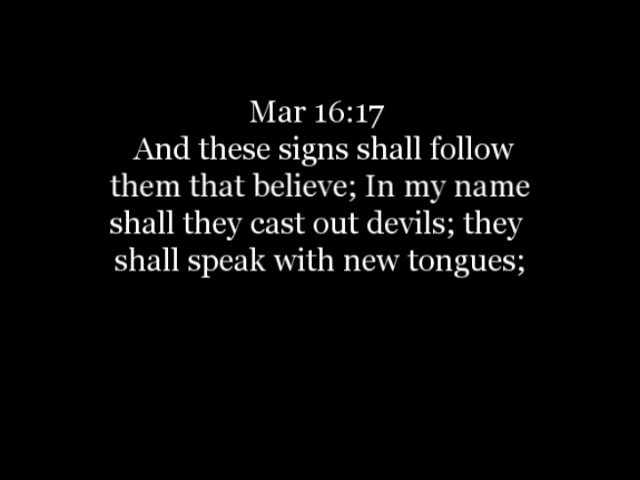 Mar 16:17
And these signs shall follow
them that believe; In my name
shall they cast out devils; they
shall speak with new tongues;